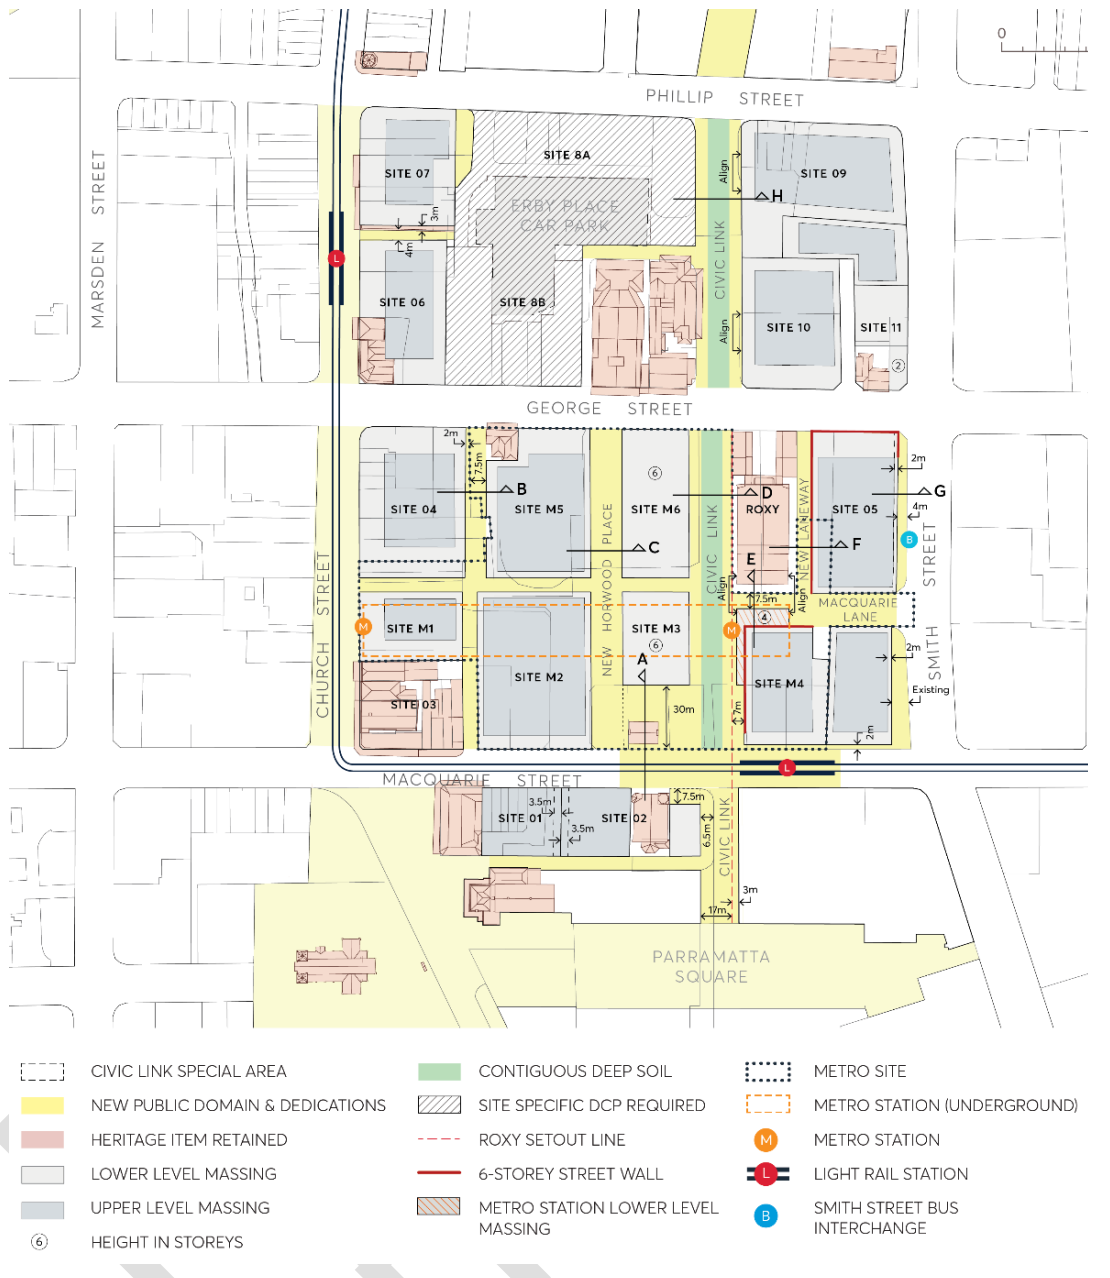 0
PHILLIP STREET
MARSDEN STREET
SITE 8A
SITE 07
SITE 09
Align
H
ERBY PLACE
CAR PARK
3m
4m
CIVIC LINK
L
SITE 06
SITE 8B
SITE 10
SITE 11
Align
2
GEORGE STREET
2m
7.5m
6
2m
B
D
G
SITE 04
SITE M5
SITE M6
ROXY
SITE 05
4m
NEW HORWOOD PLACE
CIVIC LINK
NEW LANEWAY
B
SMITH STREET
C
F
E
Align
7.5m
Align
MACQUARIE
LANE
CHURCH STREET
M
SITE M1
SITE M3
M
4
6
A
2m
SITE M2
SITE M4
Existing
SITE 03
30m
7m
2m
L
MACQUARIE STREET
3.5m
7.5m
SITE 01
SITE 02
3.5m
6.5m
CIVIC LINK
3m
17m
PARRAMATTA
SQUARE
CIVIC LINK SPECIAL AREA
NEW PUBLIC DOMAIN & DEDICATIONS
HERITAGE ITEM RETAINED
LOWER LEVEL MASSING
UPPER LEVEL MASSING
6 HEIGHT IN STOREYS
CONTIGUOUS DEEP SOIL
SITE SPECIFIC DCP REQUIRED
ROXY SETOUT LINE
6-STOREY STREET WALL
METRO STATION LOWER LEVEL
MASSING
METRO SITE
METRO STATION (UNDERGROUND)
M METRO STATION
L LIGHT RAIL STATION
B SMITH STREET BUS
INTERCHANGE